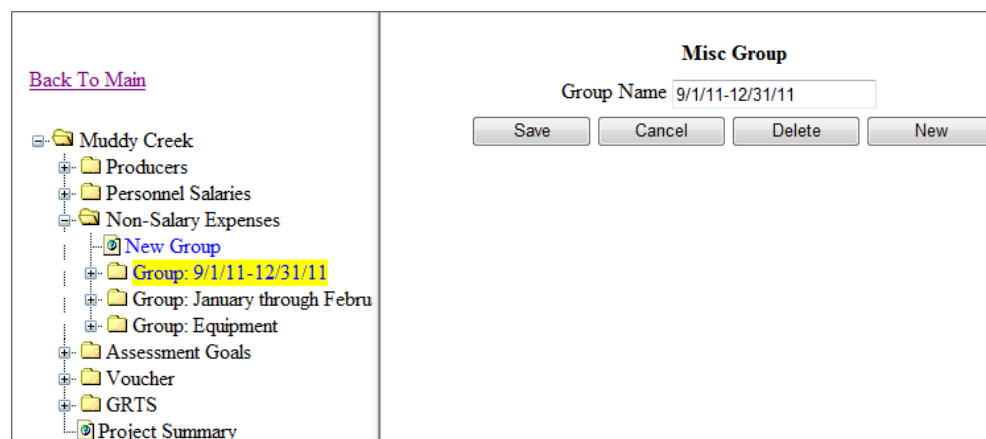 Back To Main
Muddy Creek
Producers
Personnel Salaries
Non-Salary Expenses
New Group
Group: 9/1/11-12/31/11
Group: January through Febru
Group: Equipment
Assessment Goals
Voucher
GRTS
Project Summary
Misc Group
Group Name 9/1/11-12/31/11
Save Cancel Delete New